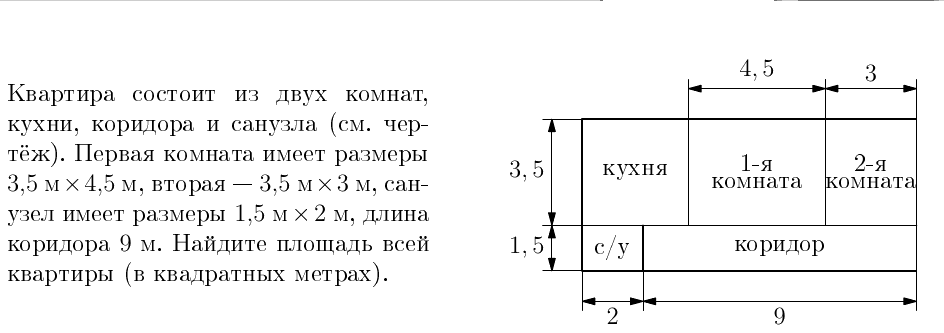 Квартира состоит из двух комнат,
кухни, коридора и санузла (см. чер-
тёж). Первая комната имеет размеры
3,5 м × 4,5 м, вторая — 3,5 м × 3 м, сан-
узел имеет размеры 1,5 м × 2 м, длина
коридора 9 м. Найдите площадь всей
квартиры (в квадратных метрах).
4,5
3
3,5
кухня
1-я
комната
2-я
комната
1,5
с/у
коридор
2
9